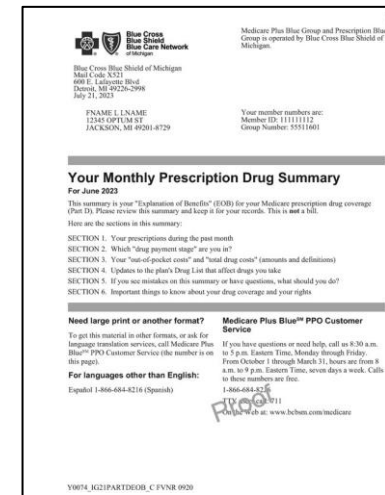 Blue Cross
Blue Shield
Blue Care Network
of Michigan
Medicare Plus Blue Group and Prescription Blue
Group is operated by Blue Cross Blue Shield of
Michigan.
Blue Cross Blue Shield of Michigan
Mail Code X521
600 E. Lafayette Blvd
Detroit, MI 49226-2998
July 21, 2023
FNAME L LNAME
12345 OPTUM ST
JACKSON, MI 49201-8729
Your member numbers are:
Member ID: 111111112
Group Number: 55511601
Your Monthly Prescription Drug Summary
For June 2023
This summary is your "Explanation of Benefits" (EOB) for your Medicare prescription drug coverage
(Part D). Please review this summary and keep it for your records. This is not a bill.
Here are the sections in this summary:
SECTION 1. Your prescriptions during the past month
SECTION 2. Which "drug payment stage" are you in?
SECTION 3. Your "out-of-pocket costs" and "total drug costs" (amounts and definitions)
SECTION 4. Updates to the plan's Drug List that affect drugs you take
SECTION 5. If you see mistakes on this summary or have questions, what should you do?
SECTION 6. Important things to know about your drug coverage and your rights
Need large print or another format?
To get this material in other formats, or ask for
language translation services, call Medicare Plus
Blue℠ PPO Customer Service (the number is on
this page).
For languages other than English:
Español 1-866-684-8216 (Spanish)
Medicare Plus Blue℠ PPO Customer
Service
If you have questions or need help, call us 8:30 a.m.
to 5 p.m. Eastern Time, Monday through Friday.
From October 1 through March 31, hours are from 8
a.m. to 9 p.m. Eastern Time, seven days a week. Calls
to these numbers are free.
1-866-684-8216
TTY users call 711
On the web at: www.bcbsm.com/medicare
Proof
Y0074_IG21PARTDEOB_C FVNR 0920